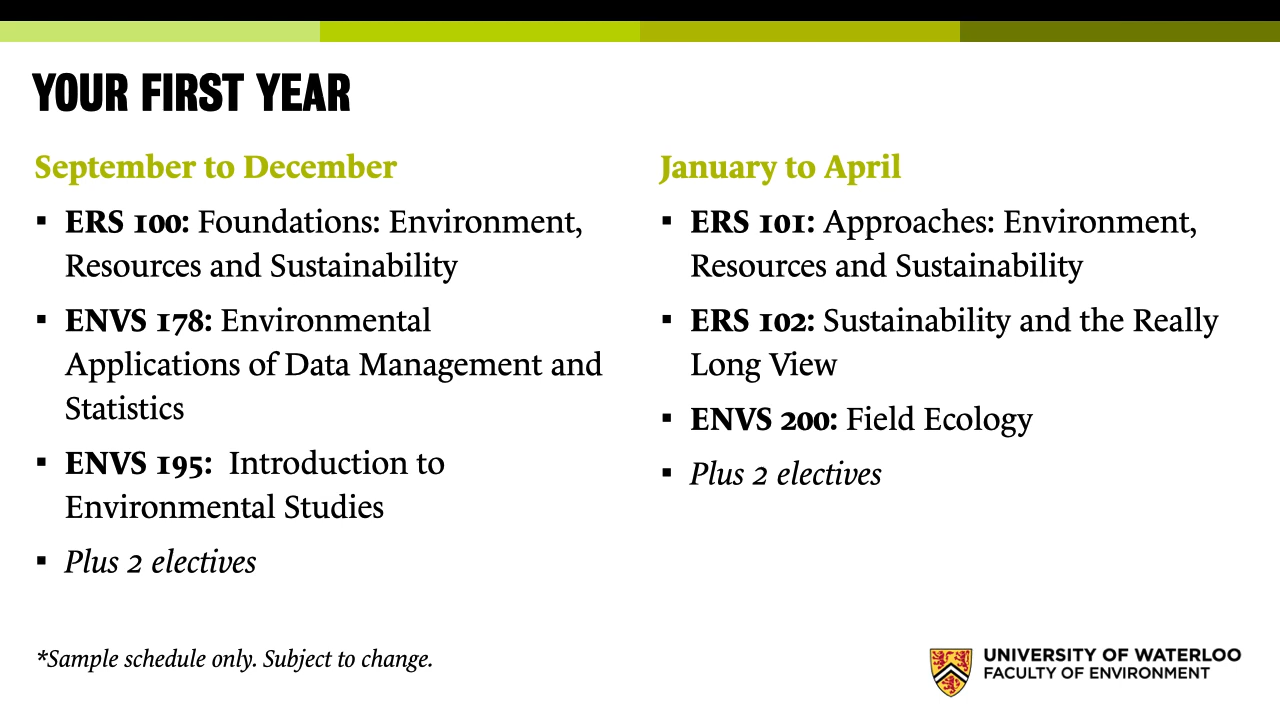 YOUR FIRST YEAR
September to December
ERS 100: Foundations: Environment,
Resources and Sustainability
ENVS 178: Environmental
Applications of Data Management and
Statistics
ENVS 195: Introduction to
Environmental Studies
Plus 2 electives
January to April
ERS 101: Approaches: Environment,
Resources and Sustainability
ERS 102: Sustainability and the Really
Long View
ENVS 200: Field Ecology
Plus 2 electives
*Sample schedule only. Subject to change.
UNIVERSITY OF WATERLOO
FACULTY OF ENVIRONMENT